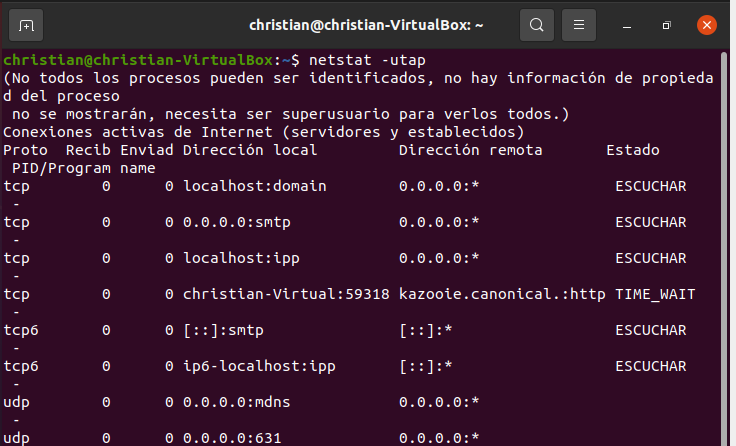 christian@christian-VirtualBox: ~
christian@christian-VirtualBox:~$ netstat -utap
(No todos los procesos pueden ser identificados, no hay información de propieda
d del proceso
 no se mostrarán, necesita ser superusuario para verlos todos.)
Conexiones activas de Internet (servidores y establecidos)
Proto  Recib Enviad Dirección local         Dirección remota       Estado
 PID/Program name
tcp        0      0 localhost:domain        0.0.0.0:*               ESCUCHAR
 -
tcp        0      0 0.0.0.0:smtp            0.0.0.0:*               ESCUCHAR
 -
tcp        0      0 localhost:ipp           0.0.0.0:*               ESCUCHAR
 -
tcp        0      0 christian-Virtual:59318 kazooie.canonical.:http TIME_WAIT
 -
tcp6       0      0 [::]:smtp               [::]:*                  ESCUCHAR
 -
tcp6       0      0 ip6-localhost:ipp       [::]:*                  ESCUCHAR
 -
udp        0      0 0.0.0.0:mdns            0.0.0.0:*
 -
udp        0      0 0.0.0.0:631             0.0.0.0:*